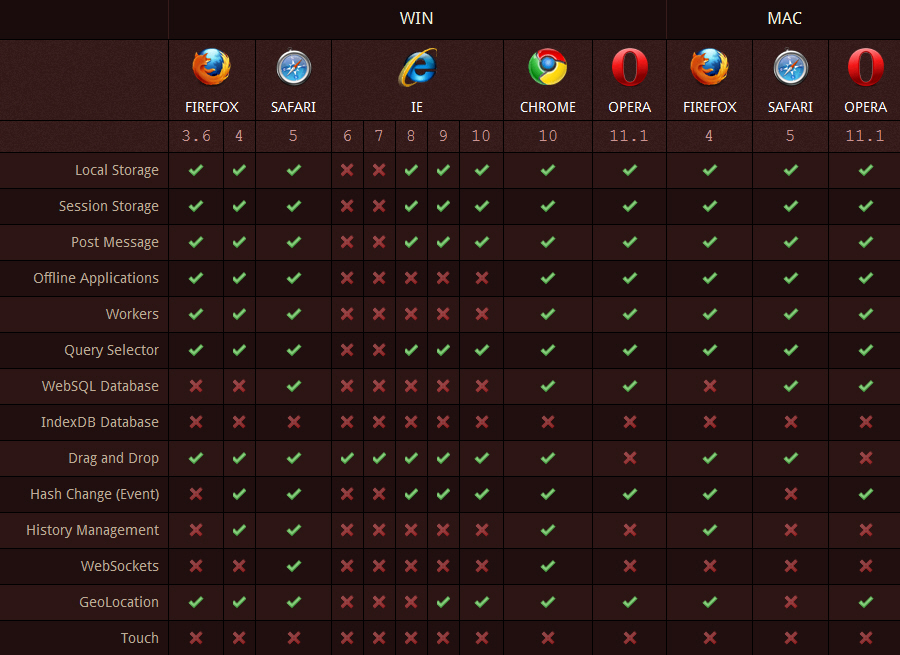 WIN MAC
FIREFOX SAFARI IE CHROME OPERA FIREFOX SAFARI OPERA
3.6 4 5 6 7 8 9 10 10 11.1 4 5 11.1
Local Storage
Session Storage
Post Message
Offline Applications
Workers
Query Selector
WebSQL Database
IndexDB Database
Drag and Drop
Hash Change (Event)
History Management
WebSockets
GeoLocation
Touch